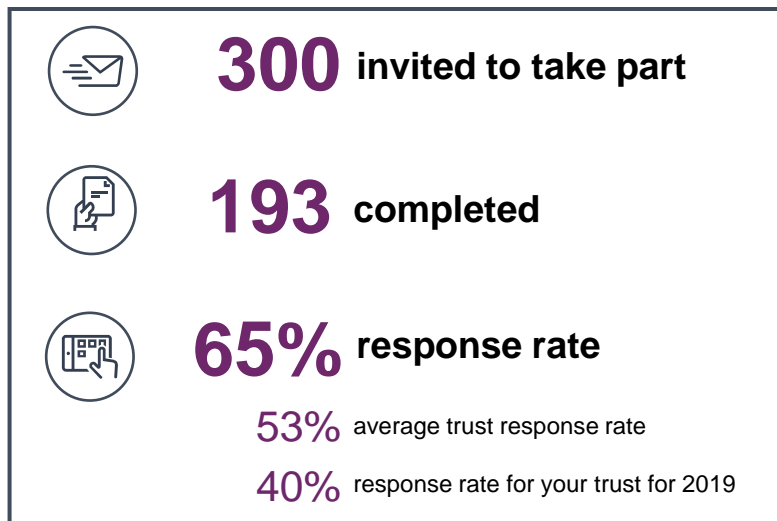 300 invited to take part
193 completed
65% response rate
53% average trust response rate
40% response rate for your trust for 2019